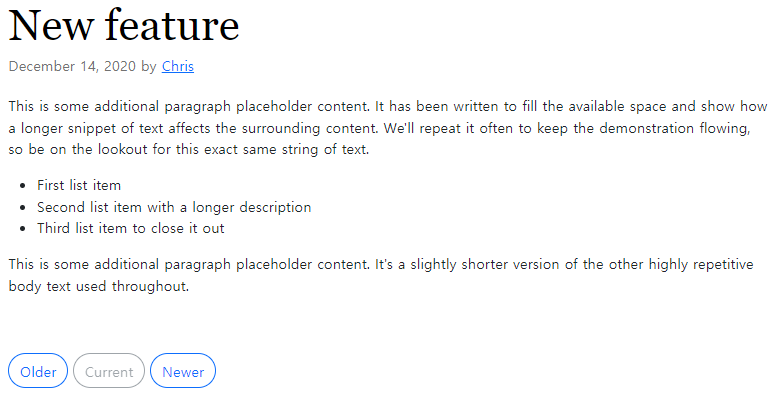 New feature
December 14, 2020 by Chris
This is some additional paragraph placeholder content. It has been written to fill the available space and show how
a longer snippet of text affects the surrounding content. We'll repeat it often to keep the demonstration flowing,
so be on the lookout for this exact same string of text.
• First list item
• Second list item with a longer description
• Third list item to close it out
This is some additional paragraph placeholder content. It's a slightly shorter version of the other highly repetitive
body text used throughout.
Older Current Newer